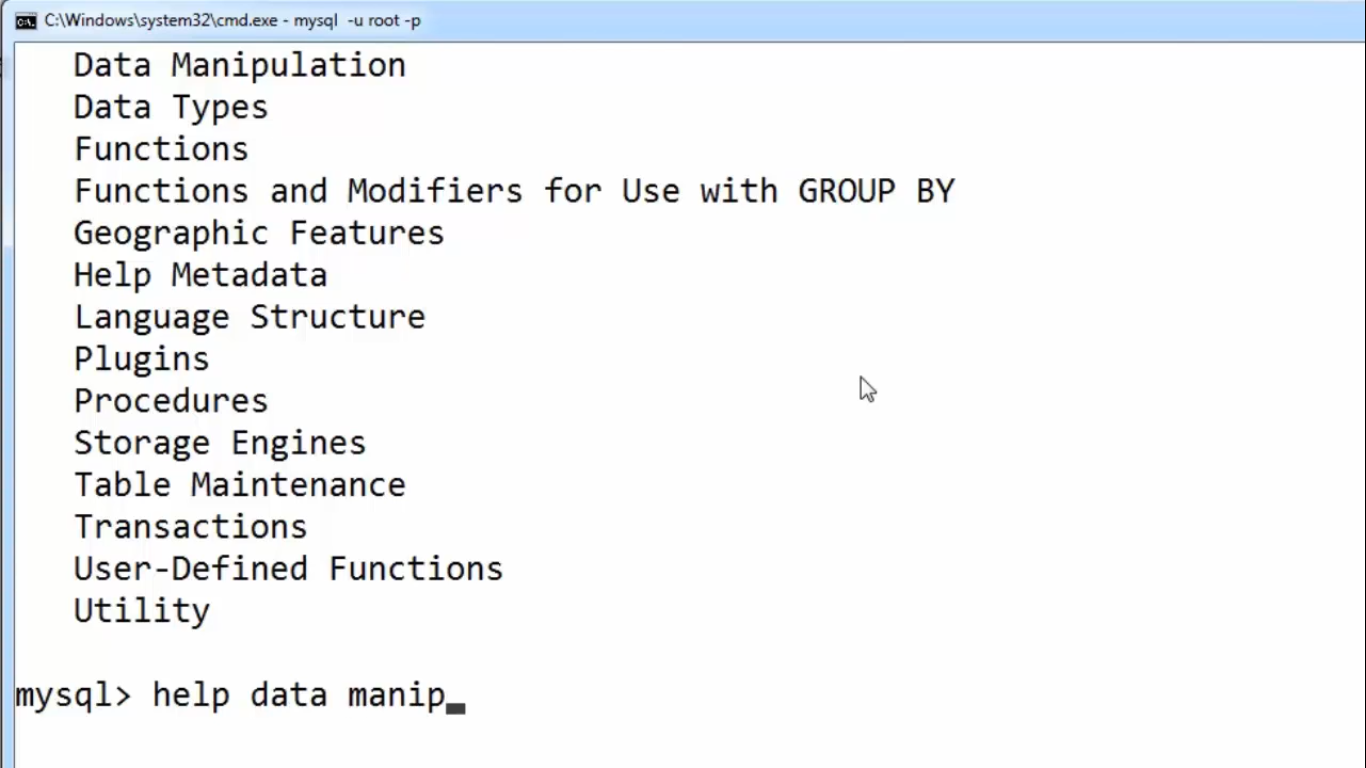 C:\Windows\system32\cmd.exe - mysql -u root -p
Data Manipulation
Data Types
Functions
Functions and Modifiers for Use with GROUP BY
Geographic Features
Help Metadata
Language Structure
Plugins
Procedures
Storage Engines
Table Maintenance
Transactions
User-Defined Functions
Utility
mysql> help data manip